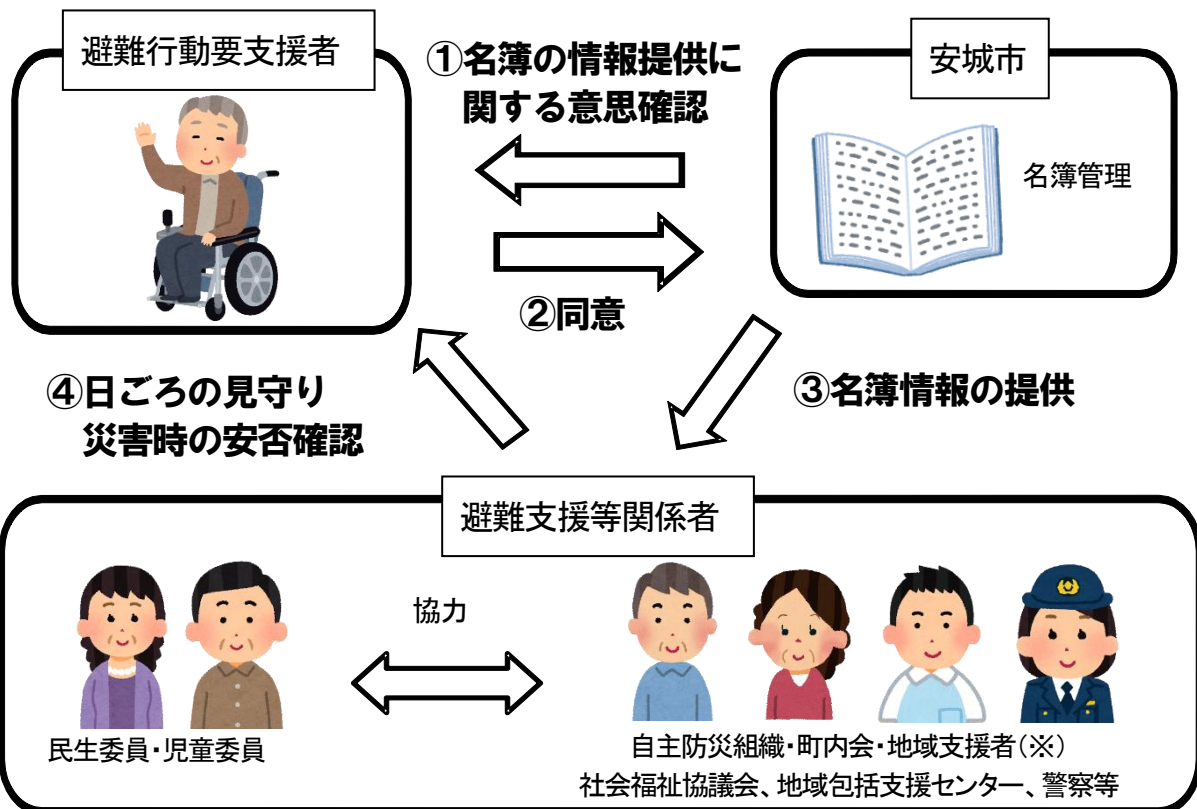 避難行動要支援者
①名簿の情報提供に
関する意思確認
安城市
名簿管理
②同意
③名簿情報の提供
④日ごろの見守り
災害時の安否確認
避難支援等関係者
協力
民生委員・児童委員
自主防災組織・町内会・地域支援者(※)
社会福祉協議会、地域包括支援センター、警察等